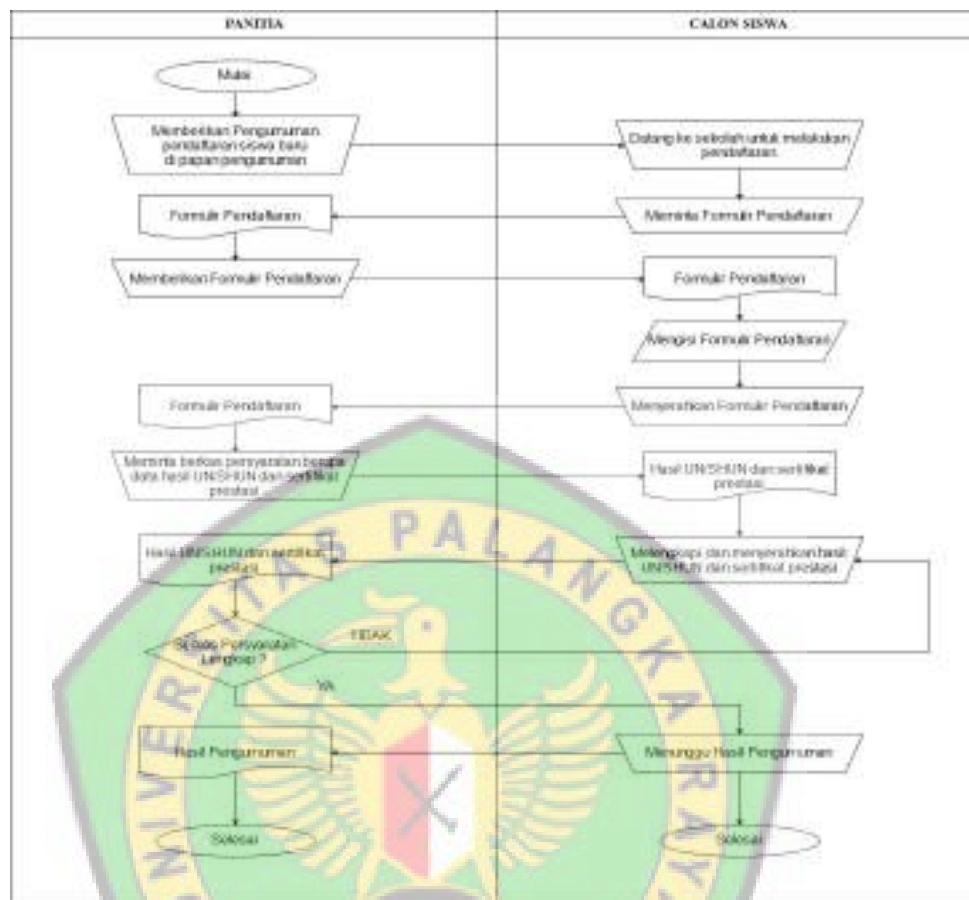 PANITIA
CALON SISWA
Mulai
Memberikan Pengumuman
pendaftaran siswa baru
di papan pengumuman
Datang ke sekolah untuk melakukan
pendaftaran
Meminta Formulir Pendaftaran
Formulir Pendaftaran
Memberikan Formulir Pendaftaran
Formulir Pendaftaran
Mengisi Formulir Pendaftaran
Menyerahkan Formulir Pendaftaran
Formulir Pendaftaran
Meminta berkas persyaratan berupa
data hasil UN/SHUN dan sertifikat
prestasi
Hasil UN/SHUN dan sertifikat
prestasi
Melengkapi dan menyerahkan hasil
UN/SHUN dan sertifikat prestasi
Hasil UN/SHUN dan sertifikat
prestasi
Persyaratan
Lengkap ?
TIDAK
YA
Menunggu Hasil Pengumuman
Hasil Pengumuman
Selesai
Selesai
UNIVERSITAS PALANGKA RAYA